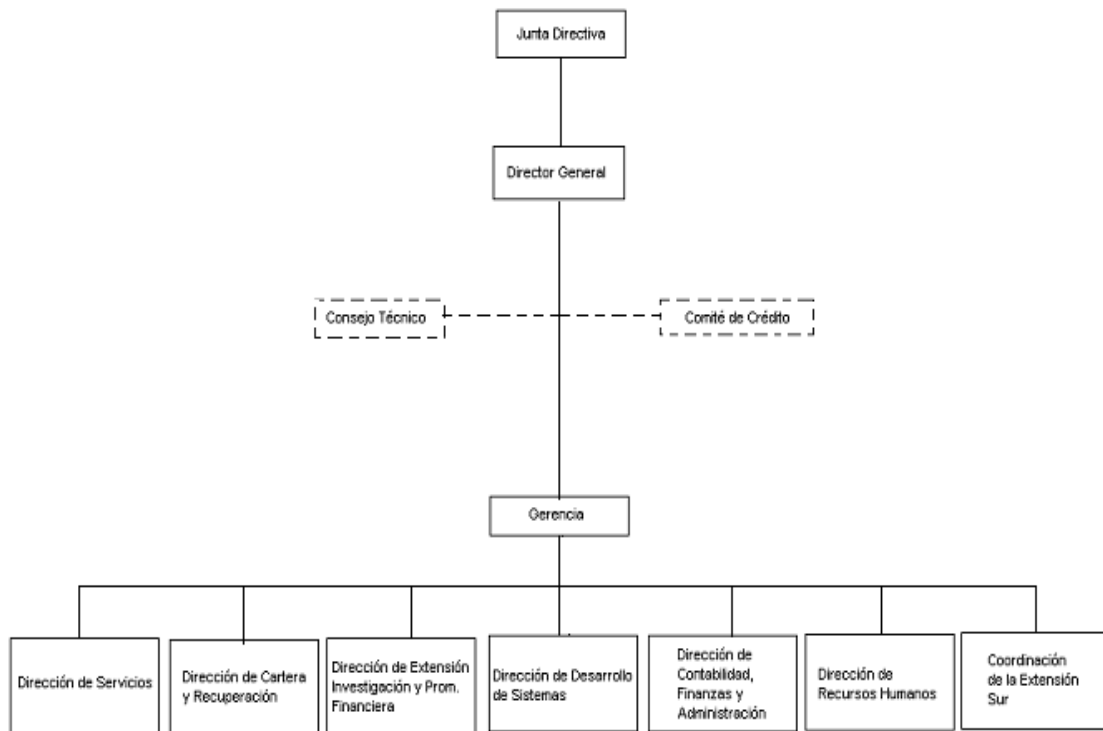 Junta Directiva
Director General
Consejo Técnico
Comité de Crédito
Gerencia
Dirección de Servicios
Dirección de Cartera
y Recuperación
Dirección de Extensión
Investigación y Prom.
Financiera
Dirección de Desarrollo
de Sistemas
Dirección de
Contabilidad,
Finanzas y
Administración
Dirección de
Recursos Humanos
Coordinación
de la Extensión
Sur